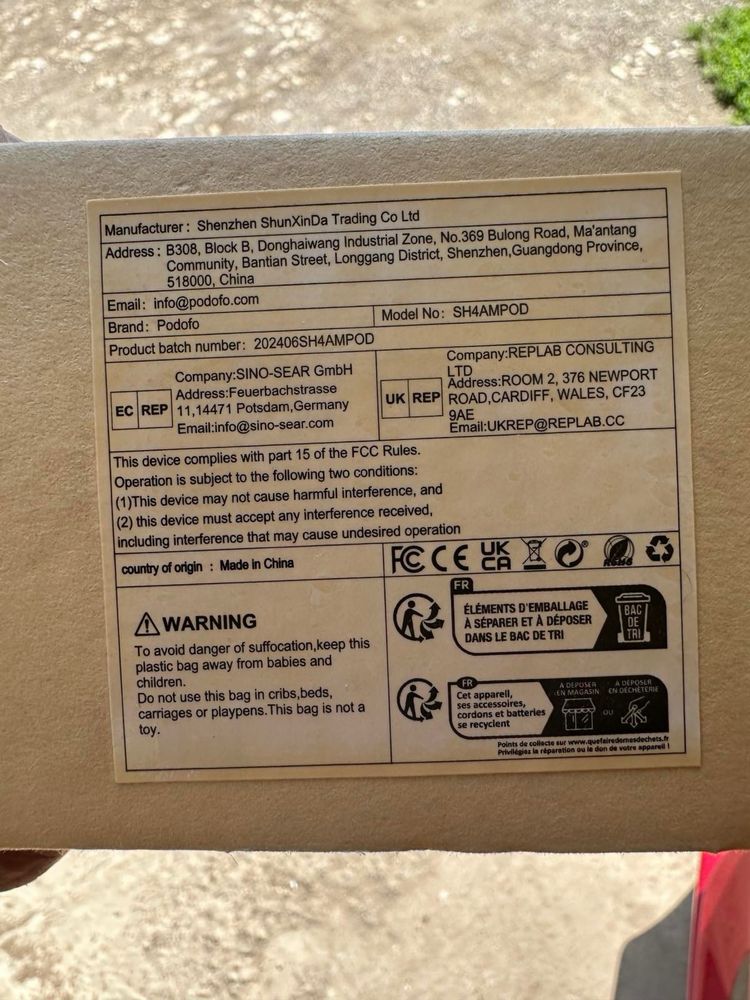 Manufacturer: Shenzhen ShunXinDa Trading Co Ltd
Address: B308, Block B, Donghaiwang Industrial Zone, No.369 Bulong Road, Ma'antang
Community, Bantian Street, Longgang District, Shenzhen,Guangdong Province,
518000, China
Email: info@podofo.com
Brand: Podofo
Model No: SH4AMPOD
Product batch number: 202406SH4AMPOD
EC REP
Company:SINO-SEAR GmbH
Address:Feuerbachstrasse
11,14471 Potsdam,Germany
Email:info@sino-sear.com
UK REP
Company:REPLAB CONSULTING
LTD
Address:ROOM 2, 376 NEWPORT
ROAD,CARDIFF, WALES, CF23
9AE
Email:UKREP@REPLAB.CC
This device complies with part 15 of the FCC Rules.
Operation is subject to the following two conditions:
(1)This device may not cause harmful interference, and
(2) this device must accept any interference received,
including interference that may cause undesired operation
country of origin : Made in China
FC CE UK
CA
RoHS
WARNING
To avoid danger of suffocation,keep this
plastic bag away from babies and
children.
Do not use this bag in cribs,beds,
carriages or playpens.This bag is not a
toy.
FR
ÉLÉMENTS D'EMBALLAGE
À SÉPARER ET À DÉPOSER
DANS LE BAC DE TRI
BAC
DE
TRI
FR
Cet appareil,
ses accessoires,
cordons et batteries
se recyclent
À DÉPOSER
EN MAGASIN
OU
À DÉPOSER
EN DÉCHÈTERIE
Points de collecte sur www.quefairedemesdechets.fr
Privilégiez la réparation ou le don de votre appareil !